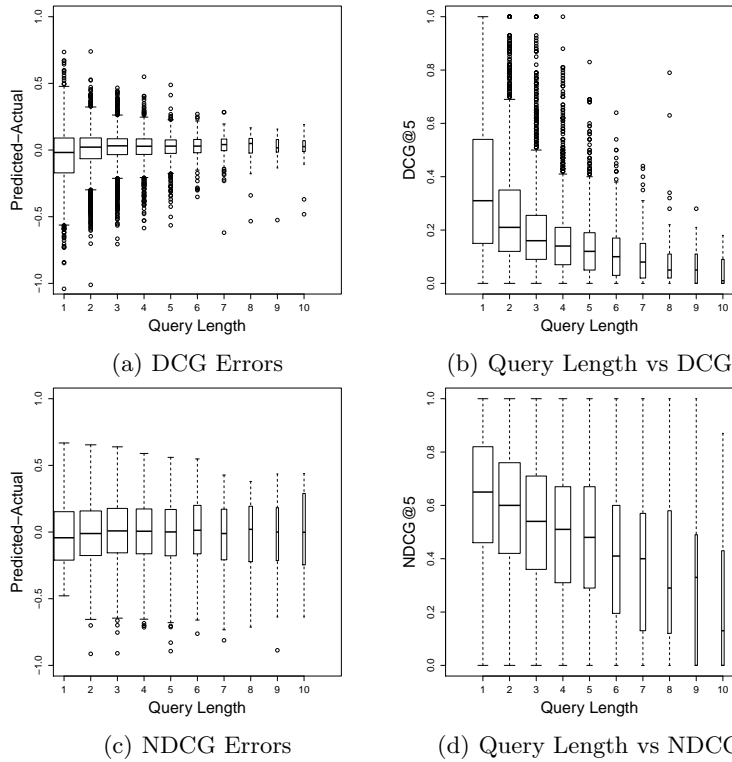 1.0
0.5
0.0
−0.5
−1.0
Predicted−Actual
1 2 3 4 5 6 7 8 9 10
Query Length
(a) DCG Errors
1.0
0.8
0.6
0.4
0.2
0.0
DCG@5
1 2 3 4 5 6 7 8 9 10
Query Length
(b) Query Length vs DCG
1.0
0.5
0.0
−0.5
−1.0
Predicted−Actual
1 2 3 4 5 6 7 8 9 10
Query Length
(c) NDCG Errors
1.0
0.8
0.6
0.4
0.2
0.0
NDCG@5
1 2 3 4 5 6 7 8 9 10
Query Length
(d) Query Length vs NDCG